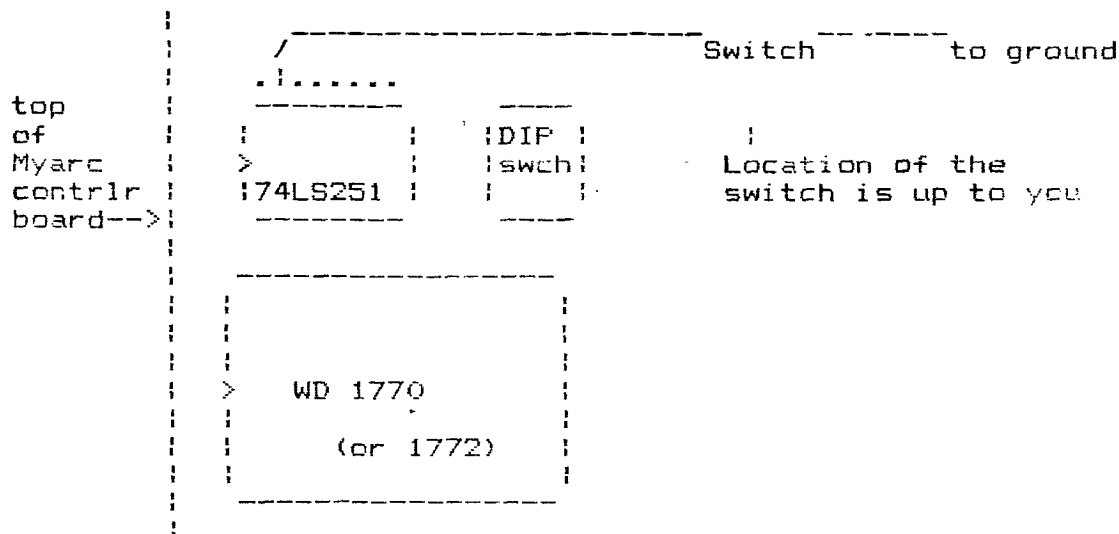 Switch to ground
top
of
Myarc
contrlr
board-->
DIP
swch
74LS251
Location of the
switch is up to you
WD 1770
(or 1772)